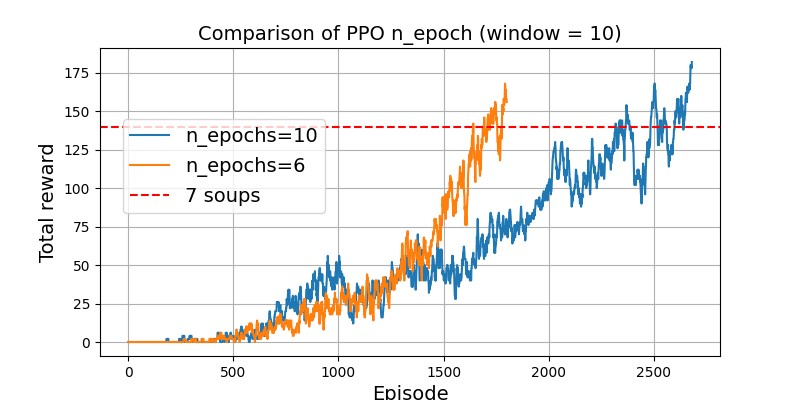 Comparison of PPO n_epoch (window = 10)
Total reward
175
150
125
100
75
50
25
0
n_epochs=10
n_epochs=6
7 soups
0 500 1000 1500 2000 2500
Episode